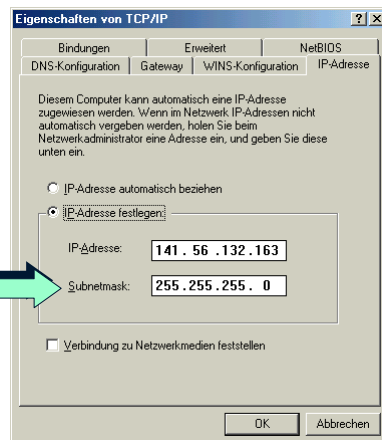 Eigenschaften von TCP/IP
Bindungen Erweitert NetBIOS
DNS-Konfiguration Gateway WINS-Konfiguration IP-Adresse
Diesem Computer kann automatisch eine IP-Adresse
zugewiesen werden. Wenn im Netzwerk IP-Adressen nicht
automatisch vergeben werden, holen Sie beim
Netzwerkadministrator eine Adresse ein, und geben Sie diese
unten ein.
IP-Adresse automatisch beziehen
IP-Adresse festlegen:
IP-Adresse: 141. 56 .132.163
Subnetmask: 255.255.255. 0
Verbindung zu Netzwerkmedien feststellen
OK Abbrechen